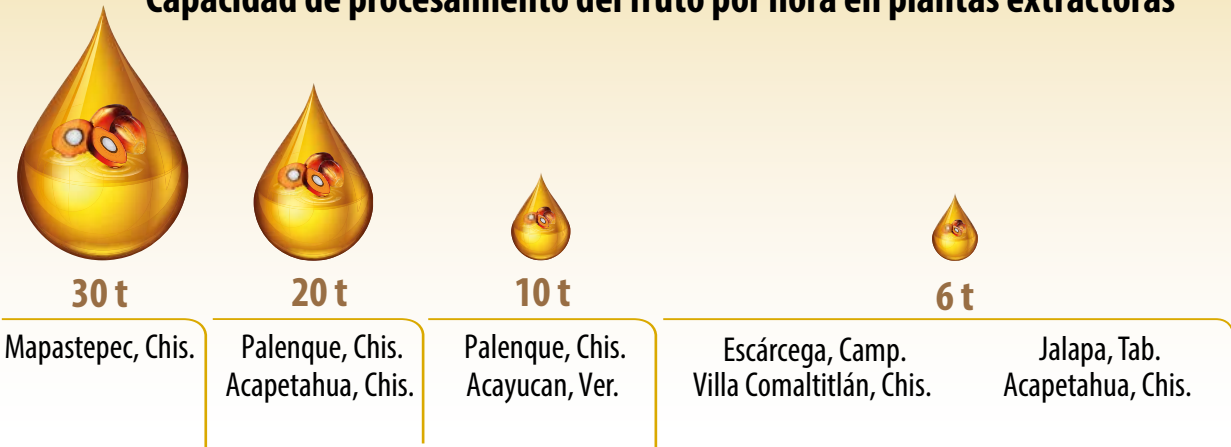 Capacidad de procesamiento del fruto por hora en plantas extractoras
30 t
20 t
10 t
6 t
Mapastepec, Chis.
Palenque, Chis.
Acapetahua, Chis.
Palenque, Chis.
Acayucan, Ver.
Escárcega, Camp.
Villa Comaltitlán, Chis.
Jalapa, Tab.
Acapetahua, Chis.